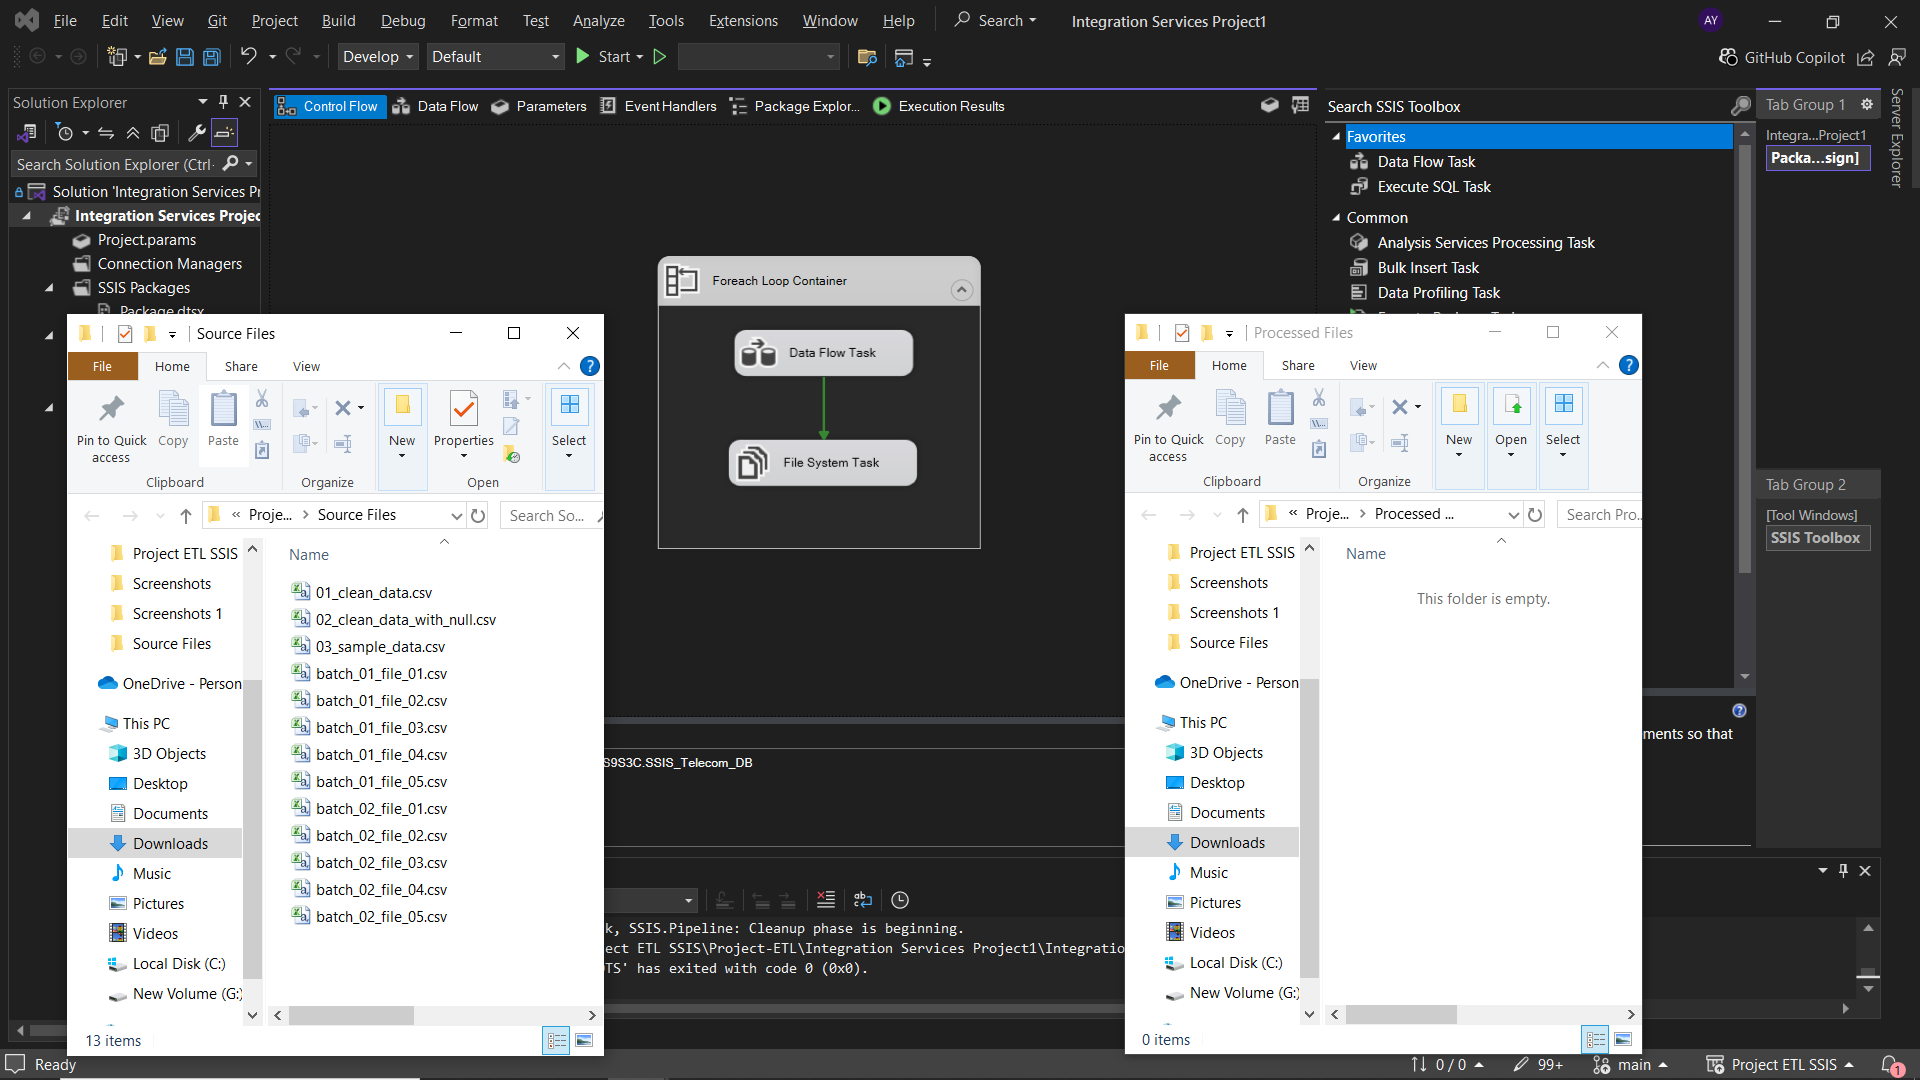 File Edit View Git Project Build Debug Format Test Analyze Tools Extensions Window Help Search Integration Services Project1 AY
Develop Default Start GitHub Copilot
Solution Explorer
Search Solution Explorer (Ctrl
Solution 'Integration Services Pr
Integration Services Projec
Project.params
Connection Managers
SSIS Packages
Package.dtsx
Control Flow Data Flow Parameters Event Handlers Package Explor... Execution Results
Foreach Loop Container
Data Flow Task
File System Task
Search SSIS Toolbox
Favorites
Data Flow Task
Execute SQL Task
Common
Analysis Services Processing Task
Bulk Insert Task
Data Profiling Task
Tab Group 1
Integra...Project1
Packa...sign]
Tab Group 2
[Tool Windows]
SSIS Toolbox
Server Explorer
Source Files
File Home Share View
Pin to Quick access Copy Paste New Properties Select
Clipboard Organize Open
Proje... Source Files Search So...
Name
Project ETL SSIS
Screenshots
Screenshots 1
Source Files
OneDrive - Person
This PC
3D Objects
Desktop
Documents
Downloads
Music
Pictures
Videos
Local Disk (C:)
New Volume (G:)
01_clean_data.csv
02_clean_data_with_null.csv
03_sample_data.csv
batch_01_file_01.csv
batch_01_file_02.csv
batch_01_file_03.csv
batch_01_file_04.csv
batch_01_file_05.csv
batch_02_file_01.csv
batch_02_file_02.csv
batch_02_file_03.csv
batch_02_file_04.csv
batch_02_file_05.csv
13 items
Processed Files
File Home Share View
Pin to Quick access Copy Paste New Open Select
Clipboard Organize
Proje... Processed ... Search Pro..
Name
This folder is empty.
Project ETL SSIS
Screenshots
Screenshots 1
Source Files
OneDrive - Person
This PC
3D Objects
Desktop
Documents
Downloads
Music
Pictures
Videos
Local Disk (C:)
New Volume (G:)
0 items
ments so that
S9S3C.SSIS_Telecom_DB
k, SSIS.Pipeline: Cleanup phase is beginning.
ect ETL SSIS\Project-ETL\Integration Services Project1\Integratio
OTS' has exited with code 0 (0x0).
Ready 0 / 0 99+ main Project ETL SSIS 1